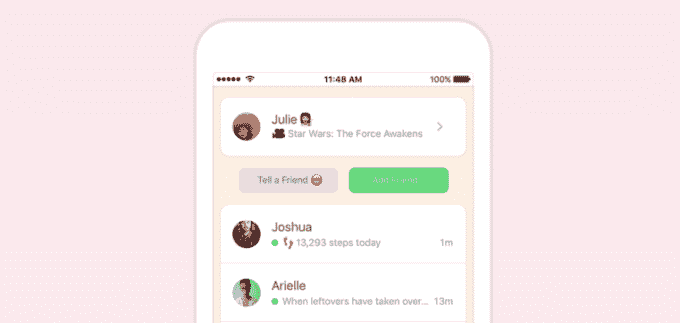 11:48 AM
100%
Julie
Star Wars: The Force Awakens
Tell a Friend
Add Friend
Joshua
13,293 steps today
1m
Arielle
When leftovers have taken over...
13m